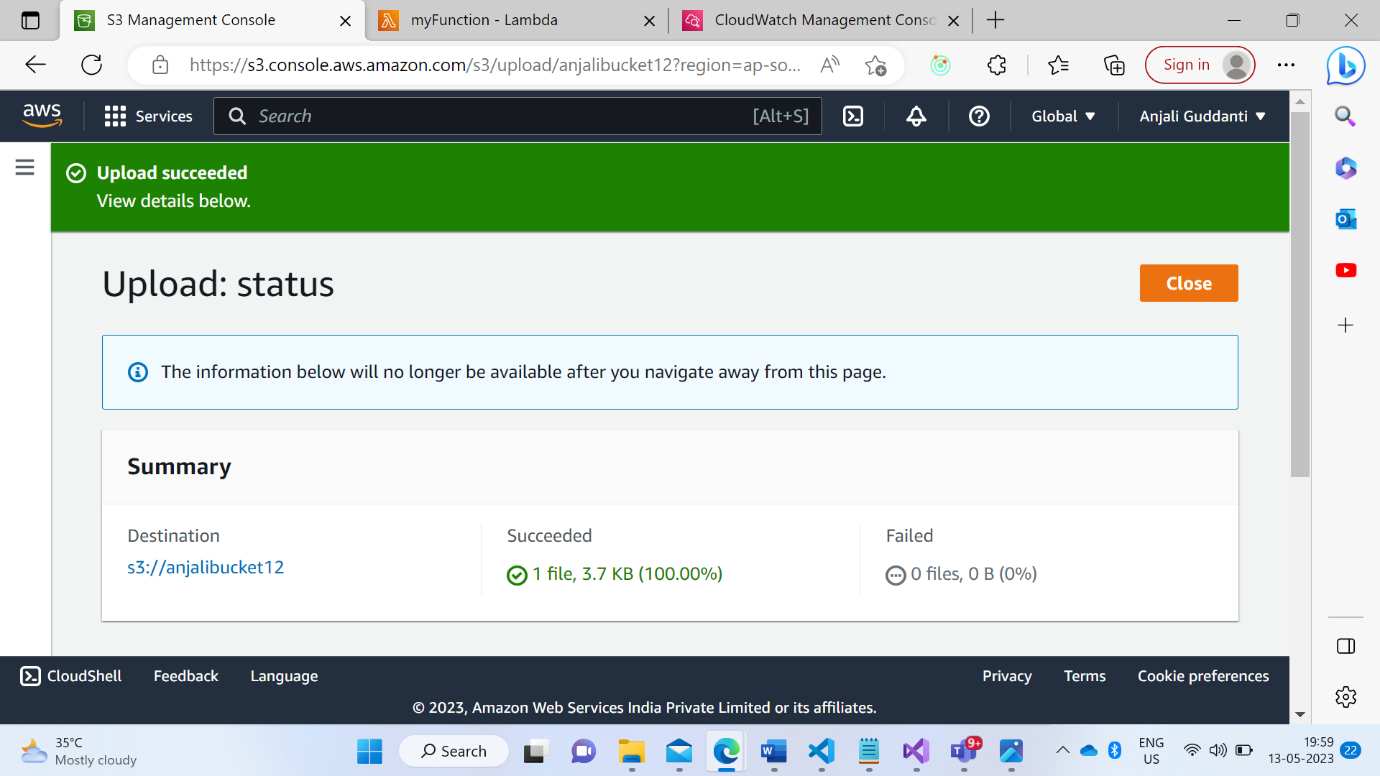 S3 Management Console
myFunction - Lambda
CloudWatch Management Conso
https://s3.console.aws.amazon.com/s3/upload/anjalibucket12?region=ap-so...
Sign in
aws
Services
Search
[Alt+S]
Global
Anjali Guddanti
Upload succeeded
View details below.
Upload: status
Close
The information below will no longer be available after you navigate away from this page.
Summary
Destination
Succeeded
Failed
s3://anjalibucket12
1 file, 3.7 KB (100.00%)
0 files, 0 B (0%)
CloudShell
Feedback
Language
Privacy
Terms
Cookie preferences
© 2023, Amazon Web Services India Private Limited or its affiliates.
35°C
Mostly cloudy
Search
9+
ENG
US
19:59
13-05-2023
22